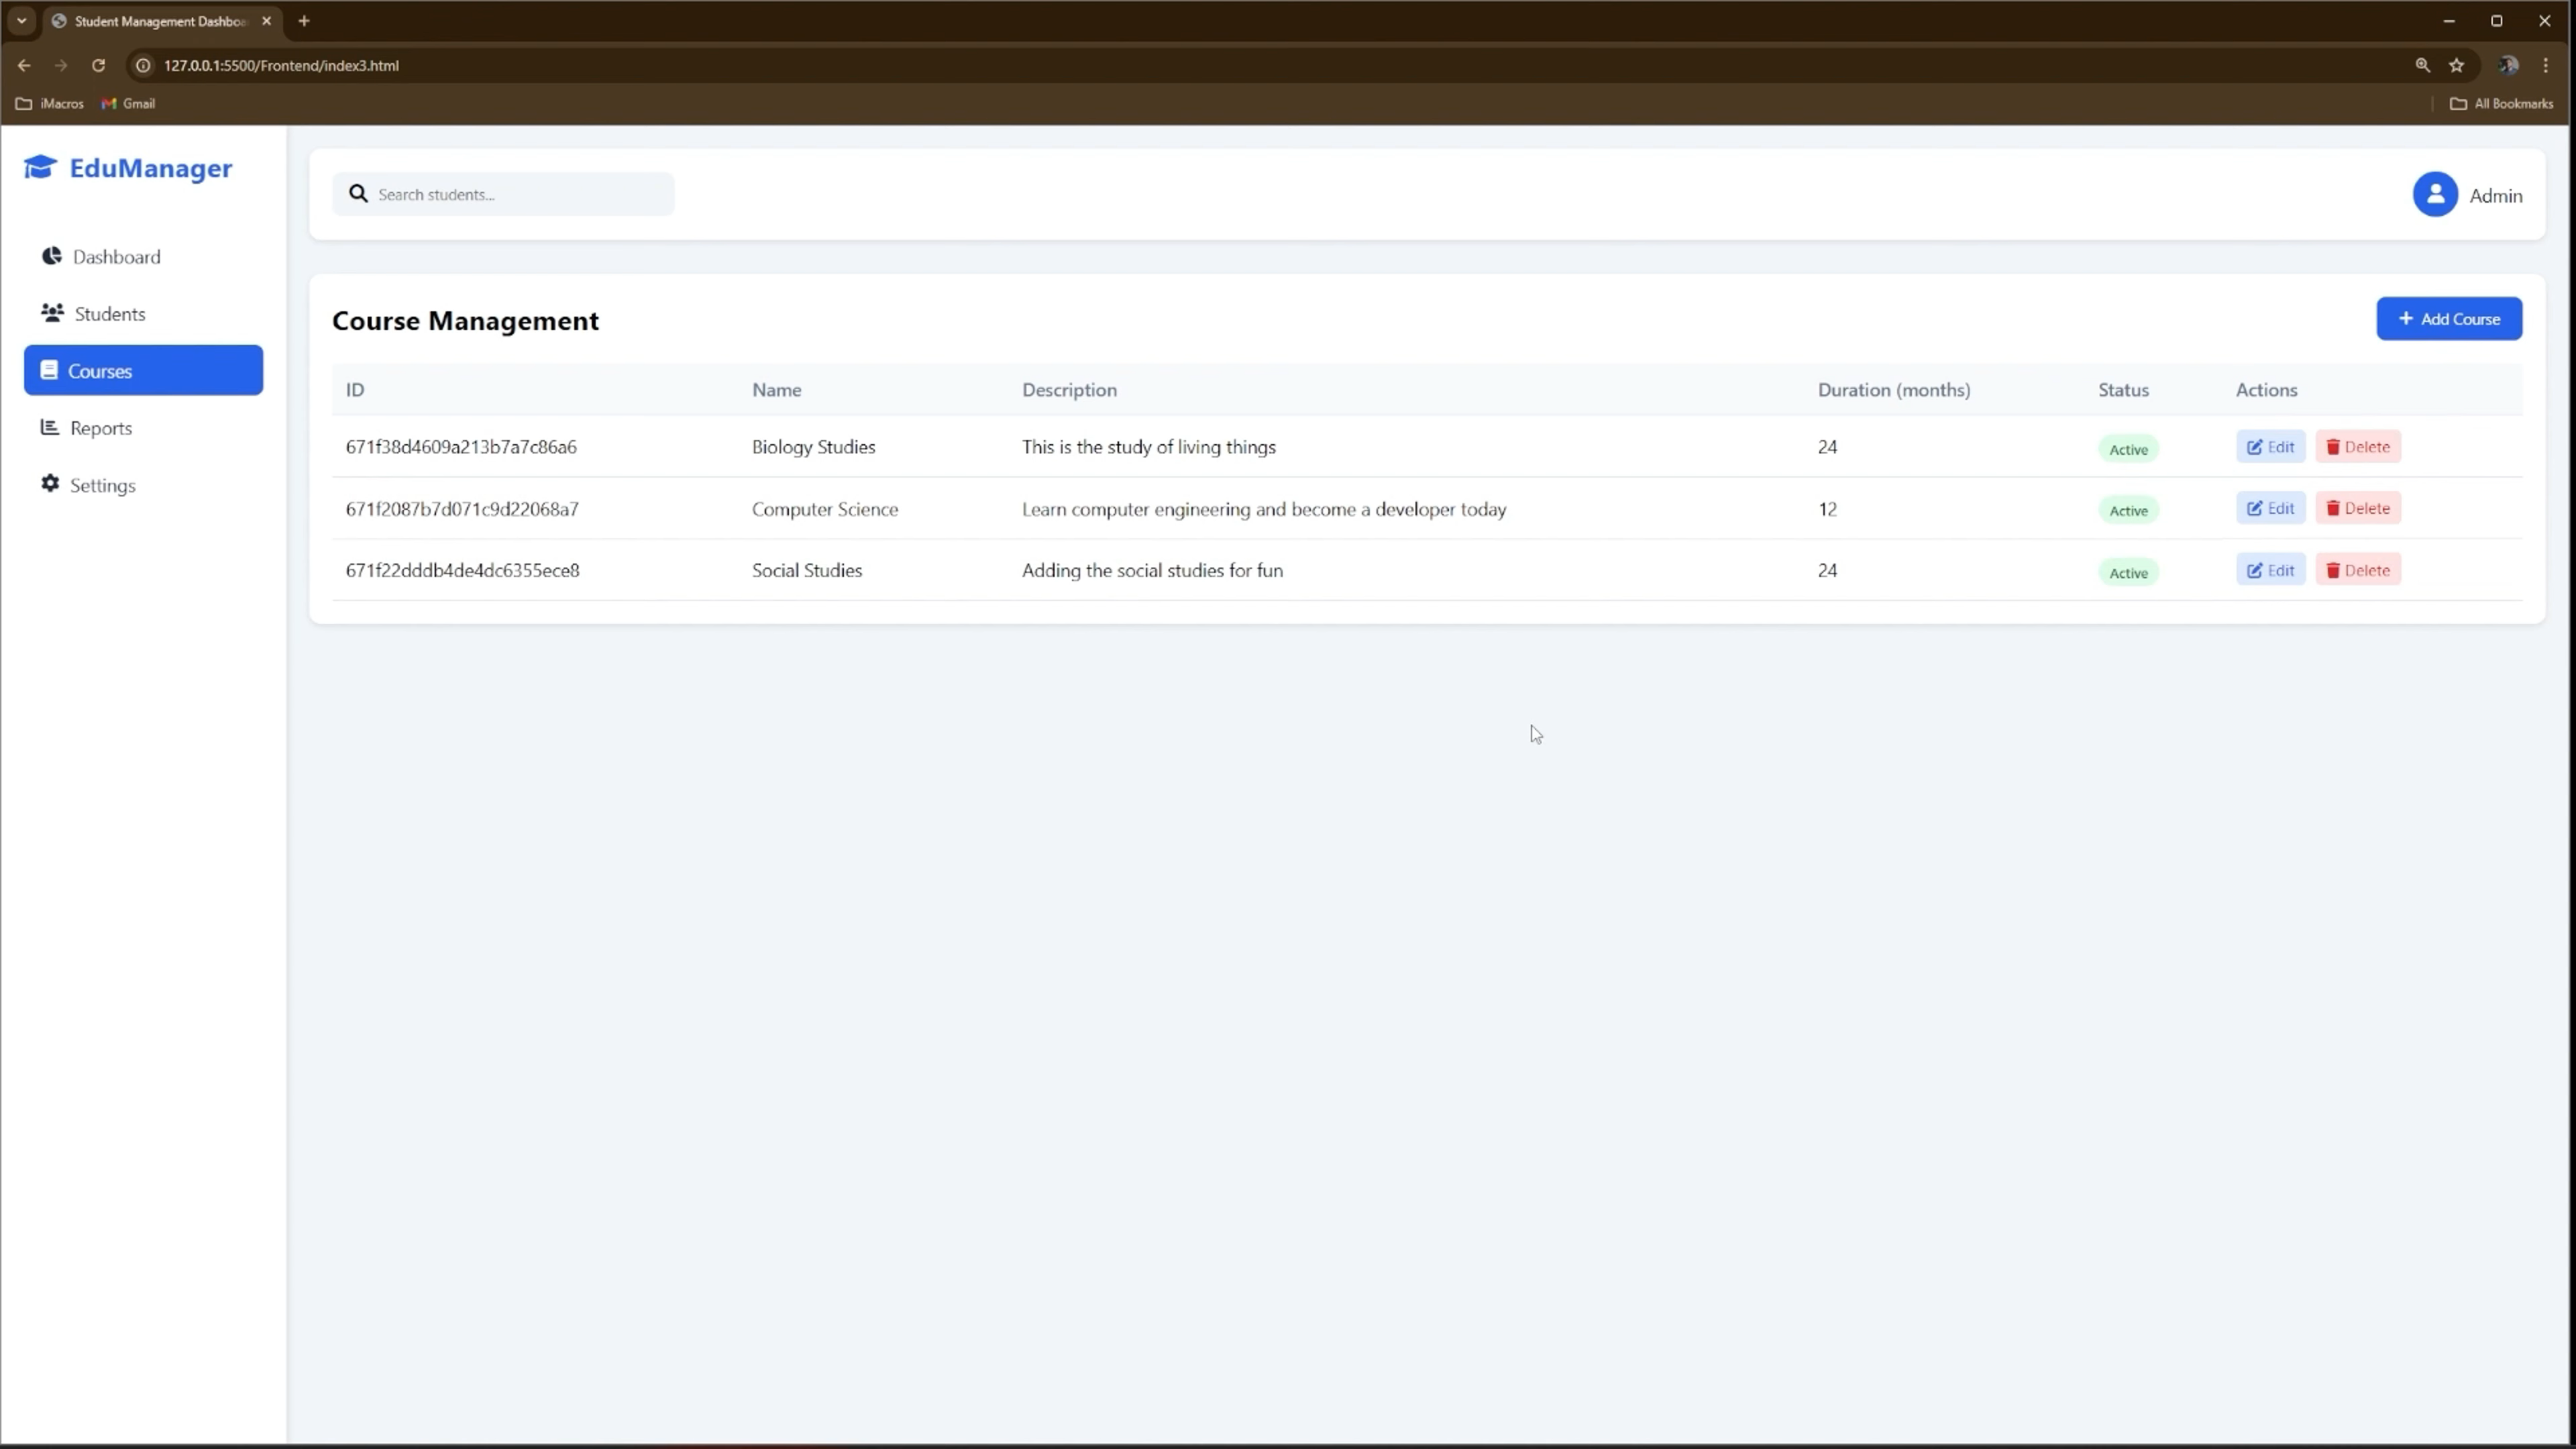 Student Management Dashboa
127.0.0.1:5500/Frontend/index3.html
iMacros Gmail All Bookmarks
EduManager
Dashboard
Students
Courses
Reports
Settings
Search students...
Admin
Course Management
+ Add Course
ID Name Description Duration (months) Status Actions
671f38d4609a213b7a7c86a6 Biology Studies This is the study of living things 24 Active Edit Delete
671f2087b7d071c9d22068a7 Computer Science Learn computer engineering and become a developer today 12 Active Edit Delete
671f22dddb4de4dc6355ece8 Social Studies Adding the social studies for fun 24 Active Edit Delete